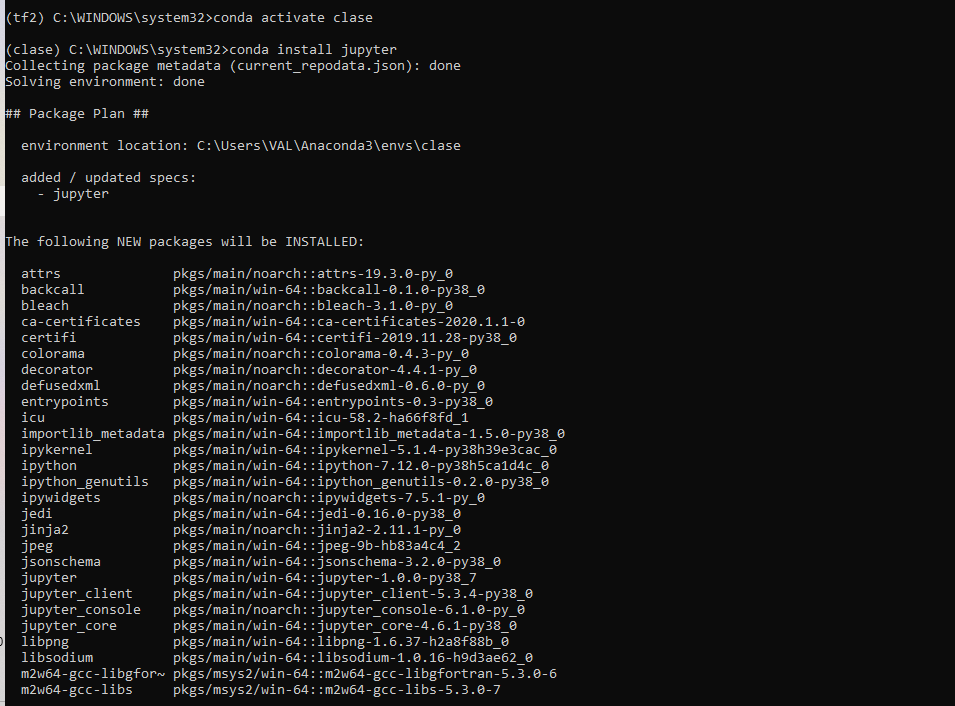 (tf2) C:\WINDOWS\system32>conda activate clase
(clase) C:\WINDOWS\system32>conda install jupyter
Collecting package metadata (current_repodata.json): done
Solving environment: done
## Package Plan ##
environment location: C:\Users\VAL\Anaconda3\envs\clase
added / updated specs:
- jupyter
The following NEW packages will be INSTALLED:
attrs pkgs/main/noarch::attrs-19.3.0-py_0
backcall pkgs/main/win-64::backcall-0.1.0-py38_0
bleach pkgs/main/noarch::bleach-3.1.0-py_0
ca-certificates pkgs/main/win-64::ca-certificates-2020.1.1-0
certifi pkgs/main/win-64::certifi-2019.11.28-py38_0
colorama pkgs/main/noarch::colorama-0.4.3-py_0
decorator pkgs/main/noarch::decorator-4.4.1-py_0
defusedxml pkgs/main/noarch::defusedxml-0.6.0-py_0
entrypoints pkgs/main/win-64::entrypoints-0.3-py38_0
icu pkgs/main/win-64::icu-58.2-ha66f8fd_1
importlib_metadata pkgs/main/win-64::importlib_metadata-1.5.0-py38_0
ipykernel pkgs/main/win-64::ipykernel-5.1.4-py38h39e3cac_0
ipython pkgs/main/win-64::ipython-7.12.0-py38h5ca1d4c_0
ipython_genutils pkgs/main/win-64::ipython_genutils-0.2.0-py38_0
ipywidgets pkgs/main/noarch::ipywidgets-7.5.1-py_0
jedi pkgs/main/win-64::jedi-0.16.0-py38_0
jinja2 pkgs/main/noarch::jinja2-2.11.1-py_0
jpeg pkgs/main/win-64::jpeg-9b-hb83a4c4_2
jsonschema pkgs/main/win-64::jsonschema-3.2.0-py38_0
jupyter pkgs/main/win-64::jupyter-1.0.0-py38_7
jupyter_client pkgs/main/win-64::jupyter_client-5.3.4-py38_0
jupyter_console pkgs/main/noarch::jupyter_console-6.1.0-py_0
jupyter_core pkgs/main/win-64::jupyter_core-4.6.1-py38_0
libpng pkgs/main/win-64::libpng-1.6.37-h2a8f88b_0
libsodium pkgs/main/win-64::libsodium-1.0.16-h9d3ae62_0
m2w64-gcc-libgfor~ pkgs/msys2/win-64::m2w64-gcc-libgfortran-5.3.0-6
m2w64-gcc-libs pkgs/msys2/win-64::m2w64-gcc-libs-5.3.0-7